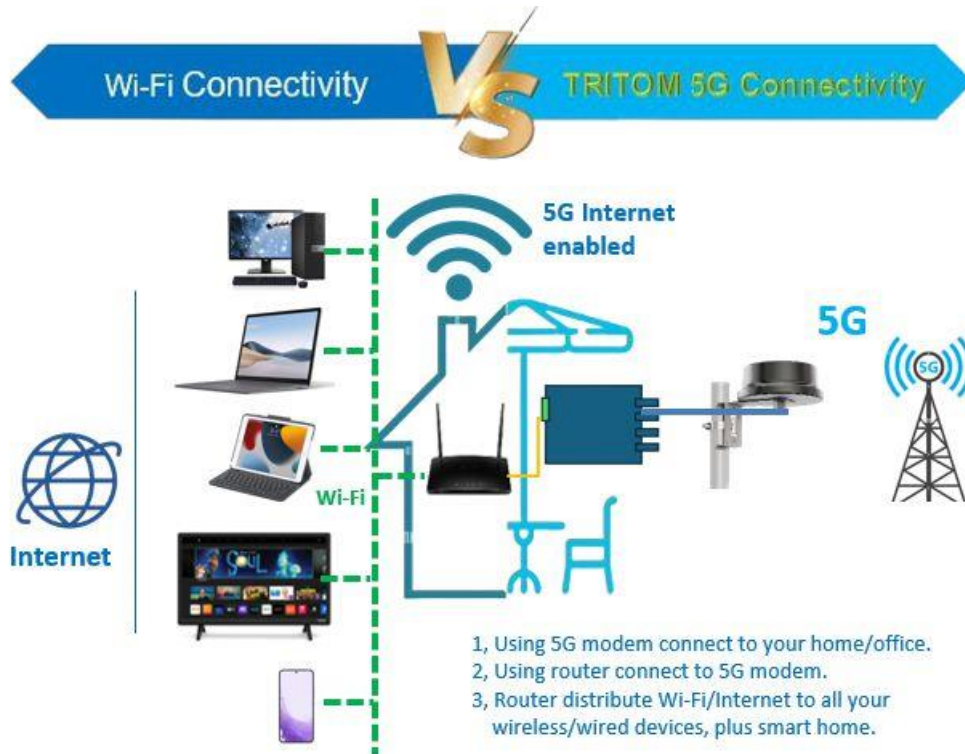 Wi-Fi Connectivity
VS
TRITOM 5G Connectivity
5G Internet
enabled
5G
5G
Wi-Fi
Internet
SOUL
1, Using 5G modem connect to your home/office.
2, Using router connect to 5G modem.
3, Router distribute Wi-Fi/Internet to all your
wireless/wired devices, plus smart home.